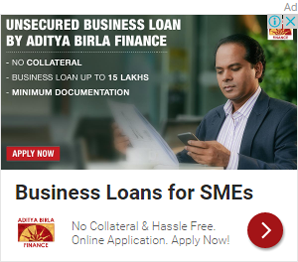 Ad
UNSECURED BUSINESS LOAN
BY ADITYA BIRLA FINANCE
- NO COLLATERAL
- BUSINESS LOAN UP TO 15 LAKHS
- MINIMUM DOCUMENTATION
APPLY NOW
Business Loans for SMEs
ADITYA BIRLA
FINANCE
No Collateral & Hassle Free.
Online Application. Apply Now!